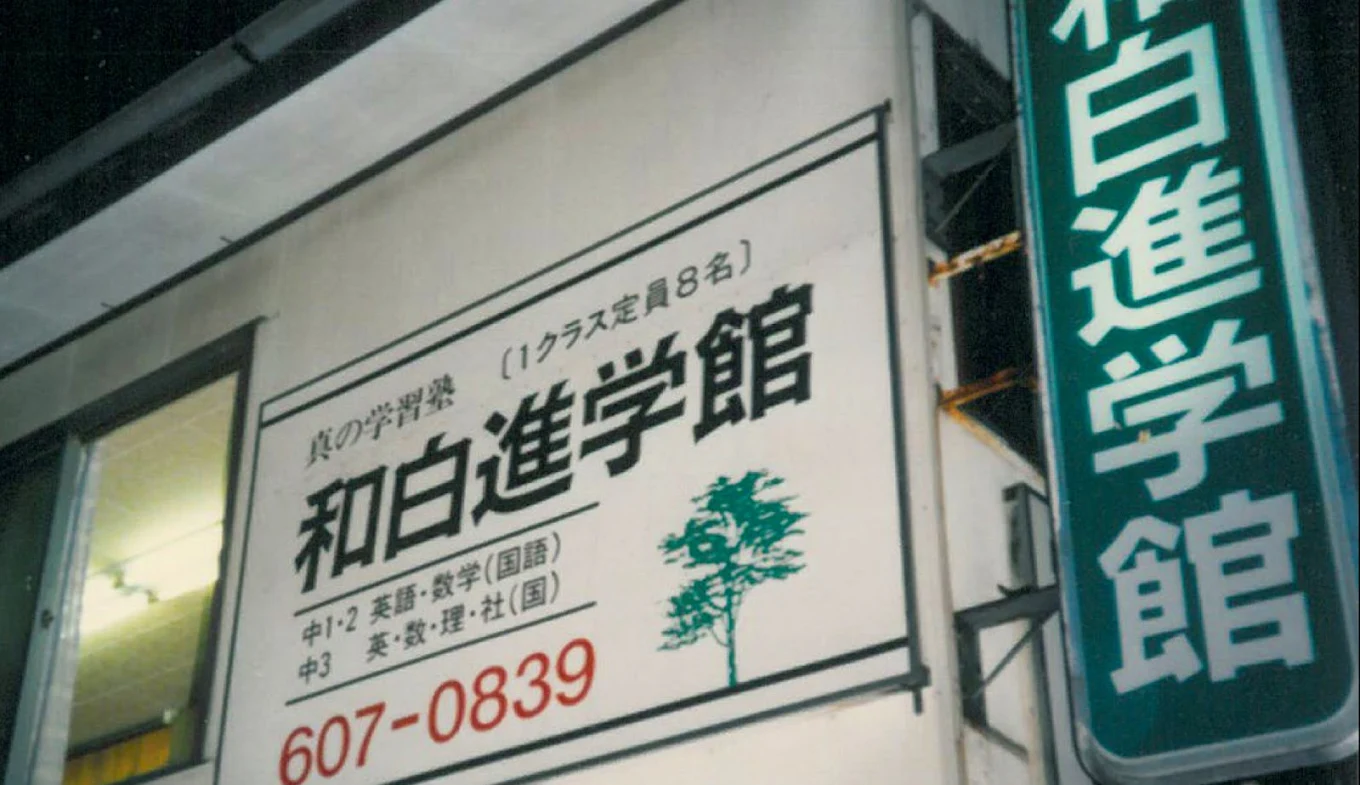 真の学習塾 〔1クラス定員8名〕
和白進学館
中1・2 英語・数学(国語)
中3 英・数・理・社(国)
607-0839
和白進学館